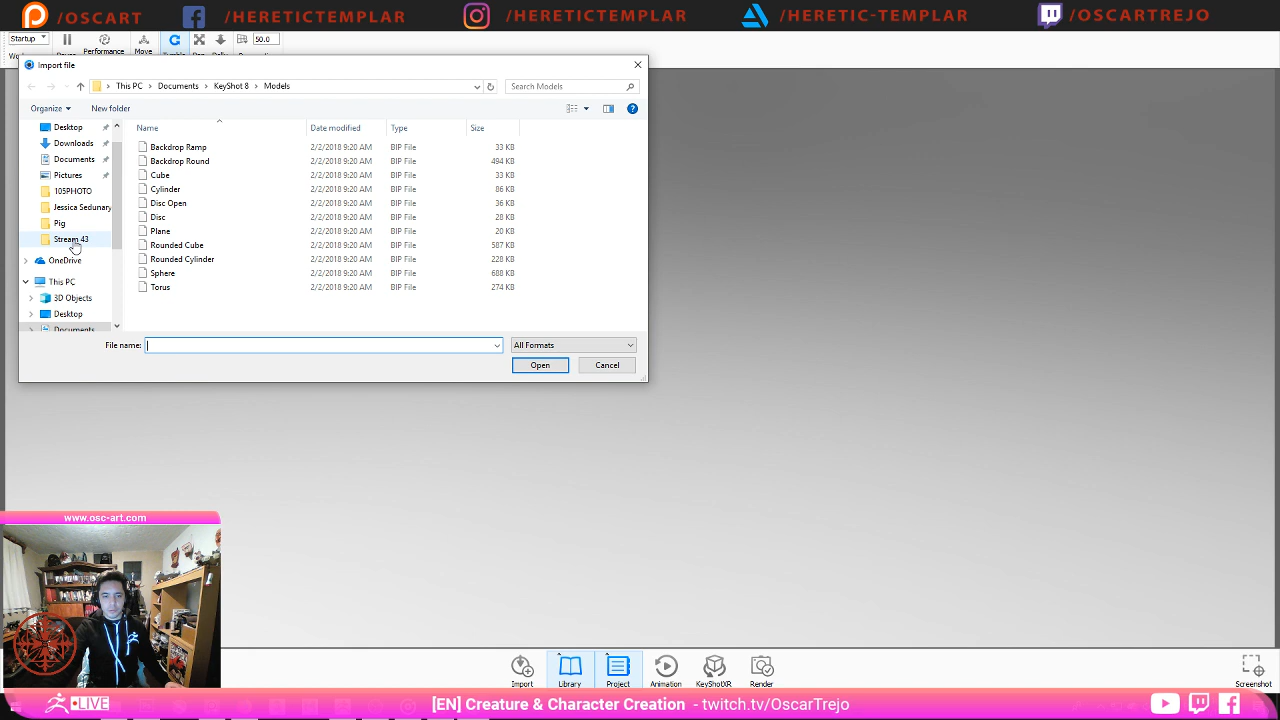 /OSCART
/HERETICTEMPLAR
/HERETICTEMPLAR
/HERETIC-TEMPLAR
/OSCARTREJO
Startup
Performance
Move
50.0
Import file
This PC > Documents > KeyShot 8 > Models
Search Models
Organize
New folder
Name
Date modified
Type
Size
Desktop
Downloads
Documents
Pictures
105PHOTO
Jessica Sedunary
Pig
Stream 43
OneDrive
This PC
3D Objects
Desktop
Documents
Backdrop Ramp 2/2/2018 9:20 AM BIP File 33 KB
Backdrop Round 2/2/2018 9:20 AM BIP File 494 KB
Cube 2/2/2018 9:20 AM BIP File 33 KB
Cylinder 2/2/2018 9:20 AM BIP File 86 KB
Disc Open 2/2/2018 9:20 AM BIP File 36 KB
Disc 2/2/2018 9:20 AM BIP File 28 KB
Plane 2/2/2018 9:20 AM BIP File 20 KB
Rounded Cube 2/2/2018 9:20 AM BIP File 587 KB
Rounded Cylinder 2/2/2018 9:20 AM BIP File 228 KB
Sphere 2/2/2018 9:20 AM BIP File 688 KB
Torus 2/2/2018 9:20 AM BIP File 274 KB
File name:
All Formats
Open
Cancel
www.osc-art.com
Import
Library
Project
Animation
KeyShotXR
Render
Screenshot
LIVE
[EN] Creature & Character Creation - twitch.tv/OscarTrejo